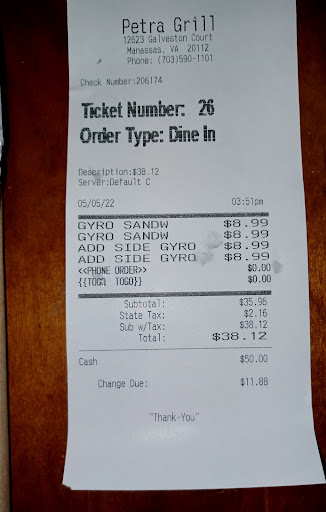 Petra Grill
12623 Galveston Court
Manassas, VA 20112
Phone: (703)590-1101
Check Number:206174
Ticket Number: 26
Order Type: Dine In
Description:$38.12
Server:Default C
05/05/22 03:51pm
GYRO SANDW $8.99
GYRO SANDW $8.99
ADD SIDE GYRO $8.99
ADD SIDE GYRO $8.99
<<PHONE ORDER>> $0.00
{{TOGO TOGO}} $0.00
Subtotal: $35.96
State Tax: $2.16
Sub w/Tax: $38.12
Total: $38.12
Cash $50.00
Change Due: $11.88
"Thank-You"